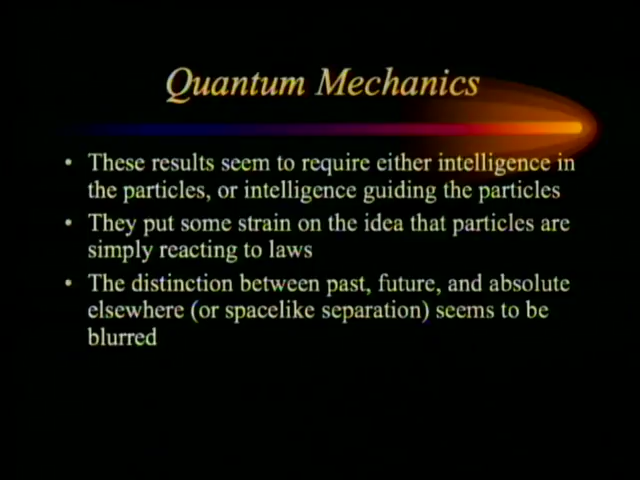 Quantum Mechanics
• These results seem to require either intelligence in
the particles, or intelligence guiding the particles
• They put some strain on the idea that particles are
simply reacting to laws
• The distinction between past, future, and absolute
elsewhere (or spacelike separation) seems to be
blurred